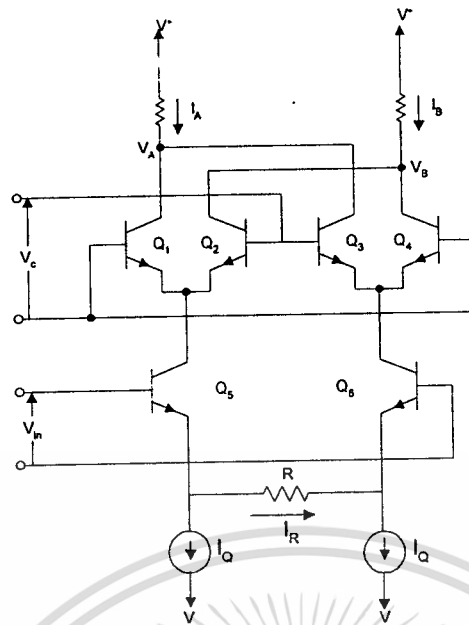 V⁺ V⁺
I_A I_B
V_A V_B
Q₁ Q₂ Q₃ Q₄
V_c
Q₅ Q₆
V_in
R
I_R
I_Q I_Q
V V